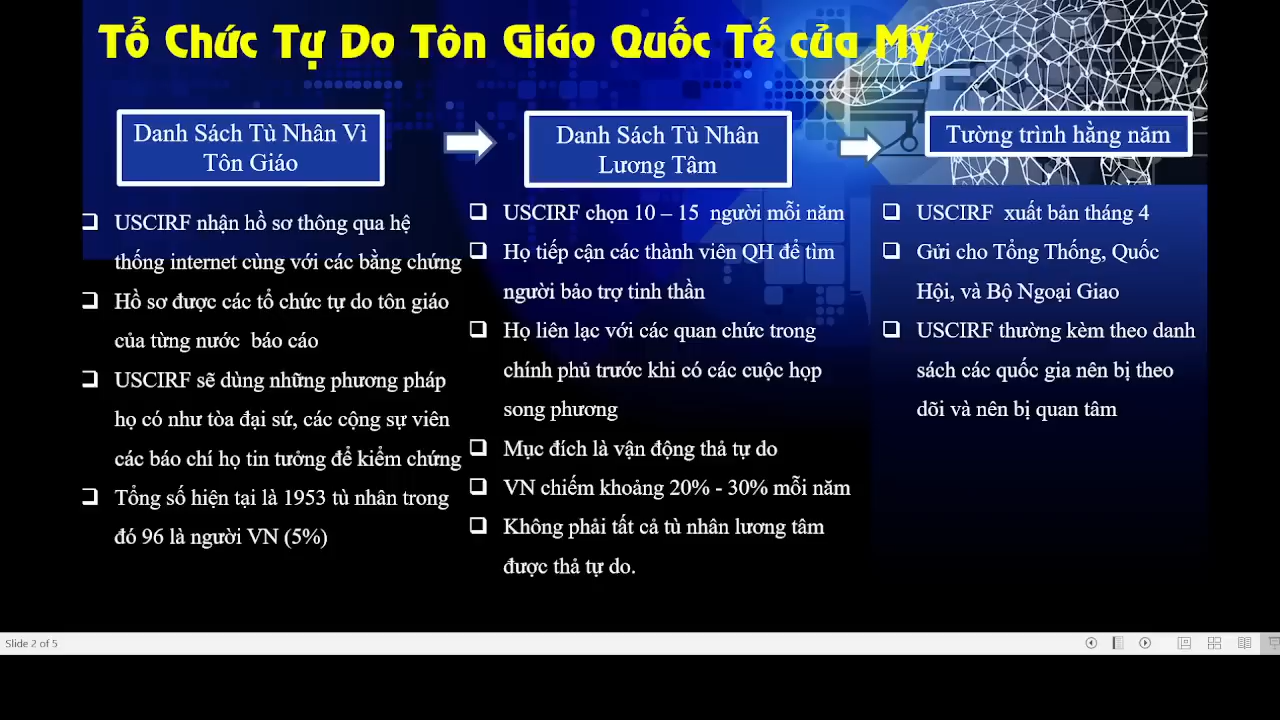 Tổ Chức Tự Do Tôn Giáo Quốc Tế của Mỹ
Danh Sách Tù Nhân Vì
Tôn Giáo
USCIRF nhận hồ sơ thông qua hệ
thống internet cùng với các bằng chứng
Hồ sơ được các tổ chức tự do tôn giáo
của từng nước báo cáo
USCIRF sẽ dùng những phương pháp
họ có như tòa đại sứ, các cộng sự viên
các báo chí họ tin tưởng để kiểm chứng
Tổng số hiện tại là 1953 tù nhân trong
đó 96 là người VN (5%)
Danh Sách Tù Nhân
Lương Tâm
USCIRF chọn 10 – 15 người mỗi năm
Họ tiếp cận các thành viên QH để tìm
người bảo trợ tinh thần
Họ liên lạc với các quan chức trong
chính phủ trước khi có các cuộc họp
song phương
Mục đích là vận động thả tự do
VN chiếm khoảng 20% - 30% mỗi năm
Không phải tất cả tù nhân lương tâm
được thả tự do.
Tường trình hằng năm
USCIRF xuất bản tháng 4
Gửi cho Tổng Thống, Quốc
Hội, và Bộ Ngoại Giao
USCIRF thường kèm theo danh
sách các quốc gia nên bị theo
dõi và nên bị quan tâm
Slide 2 of 5